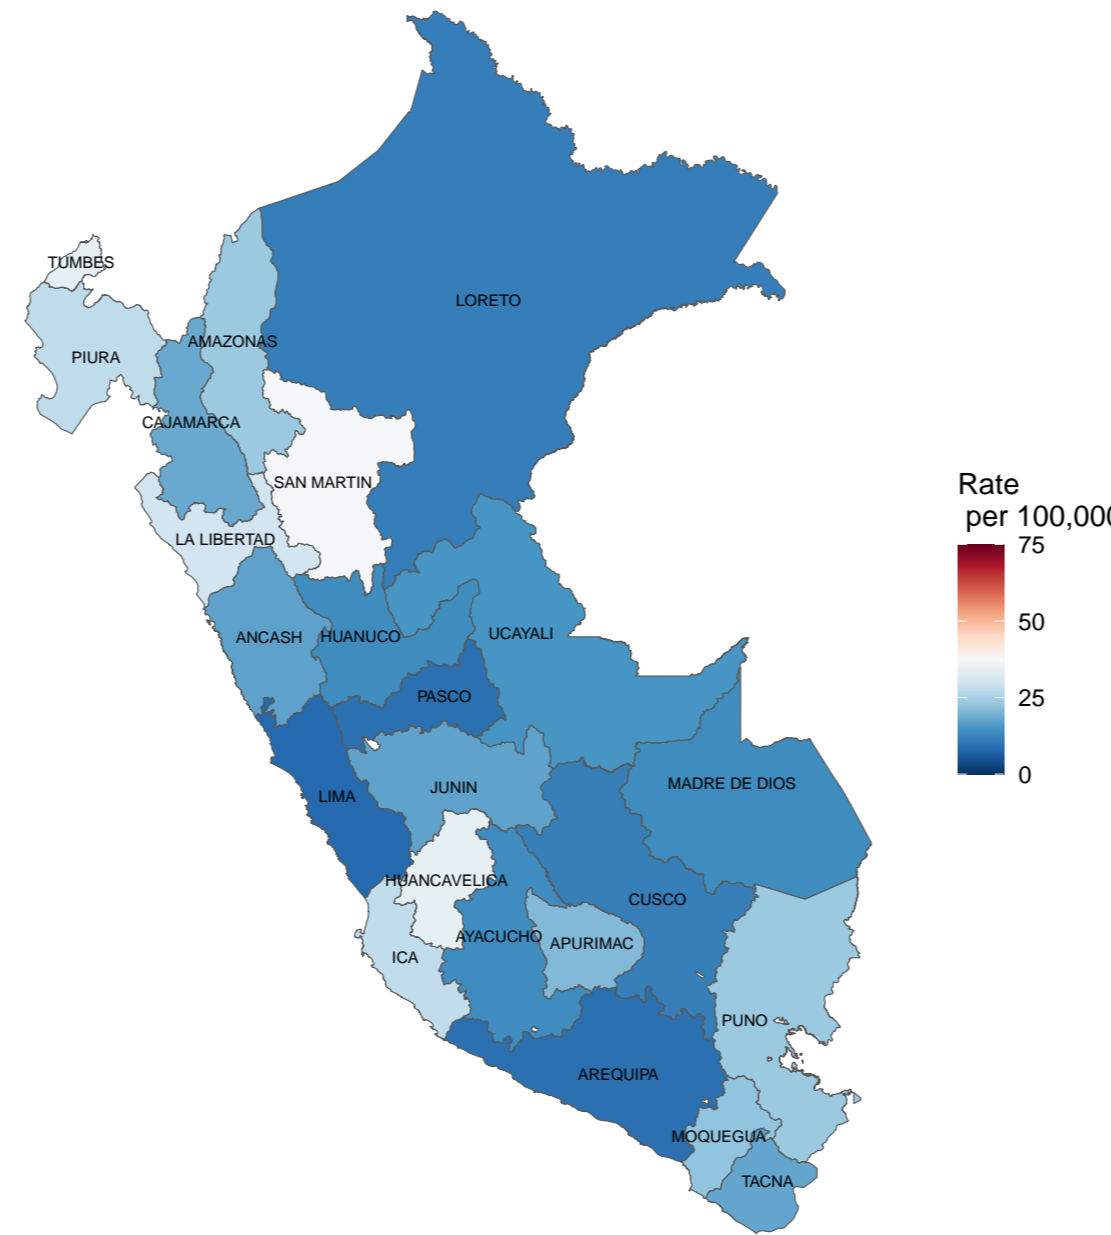 TUMBES
LORETO
AMAZONAS
PIURA
CAJAMARCA
SAN MARTIN
LA LIBERTAD
ANCASH
HUANUCO
UCAYALI
PASCO
MADRE DE DIOS
JUNIN
LIMA
HUANCAVELICA
CUSCO
AYACUCHO
APURIMAC
ICA
PUNO
AREQUIPA
MOQUEGUA
TACNA
Rate
per 100,000
75
50
25
0